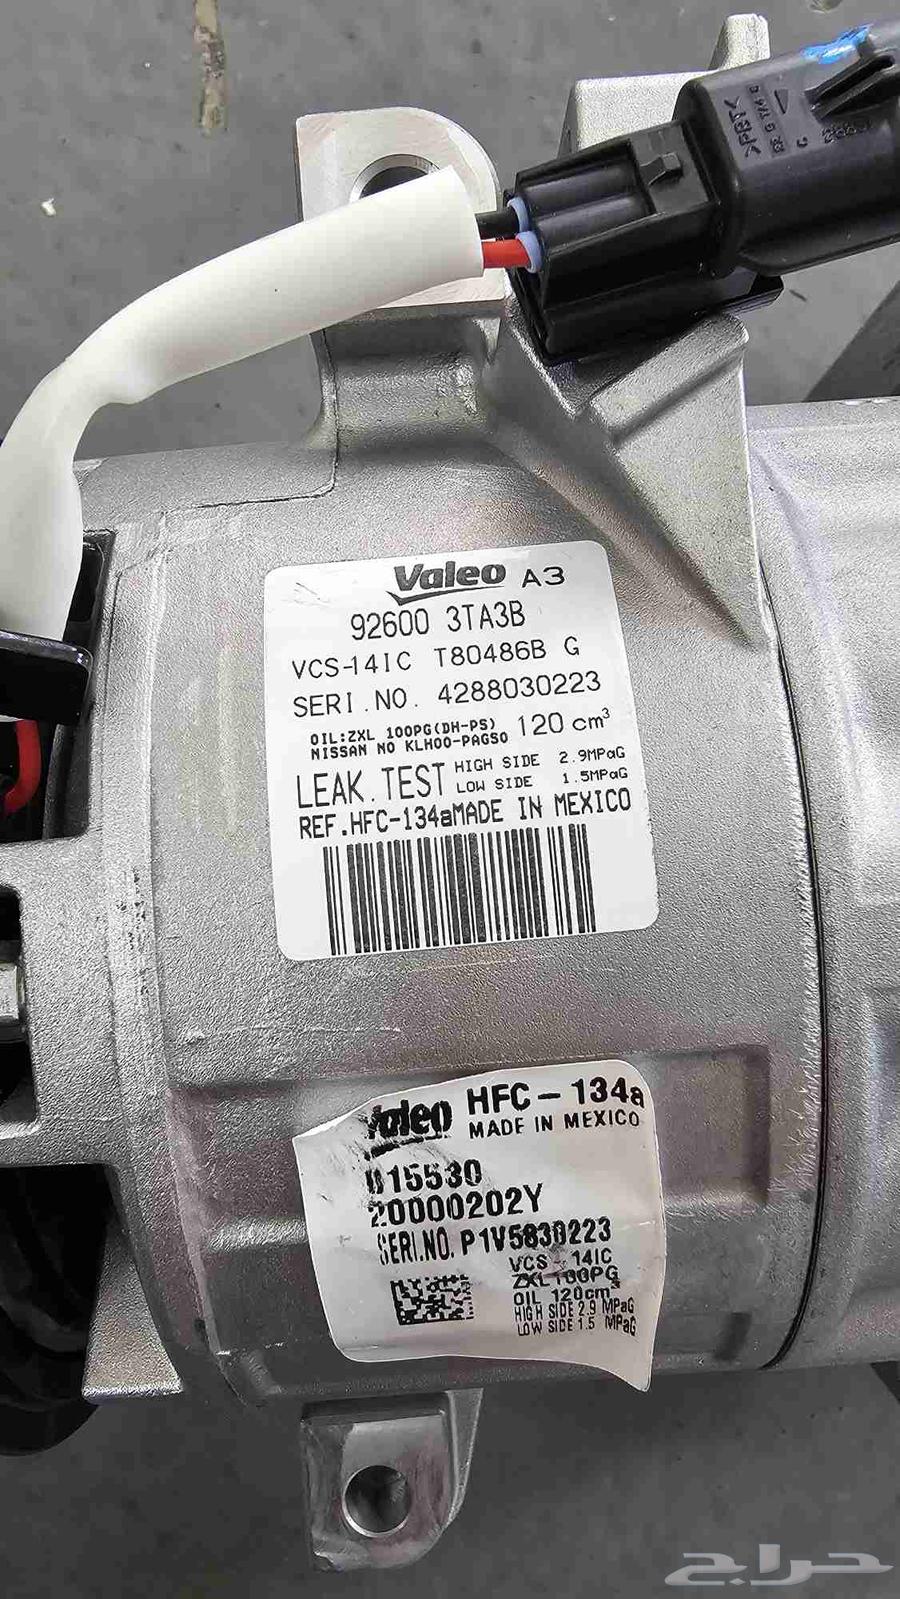 >PBT<
Valeo A3
92600 3TA3B
VCS-14IC T80486B G
SERI.NO. 4288030223
OIL:ZXL 100PG(DH-PS)
NISSAN NO KLH00-PAGS0
120 cm³
LEAK.TEST
HIGH SIDE 2.9MPaG
LOW SIDE 1.5MPaG
REF.HFC-134aMADE IN MEXICO
Valeo HFC-134a
MADE IN MEXICO
015530
20000202Y
SERI.NO. P1V5830223
VCS-14IC
ZXL100PG
OIL 120cm³
HIGH SIDE 2.9 MPaG
LOW SIDE 1.5 MPaG
حراج